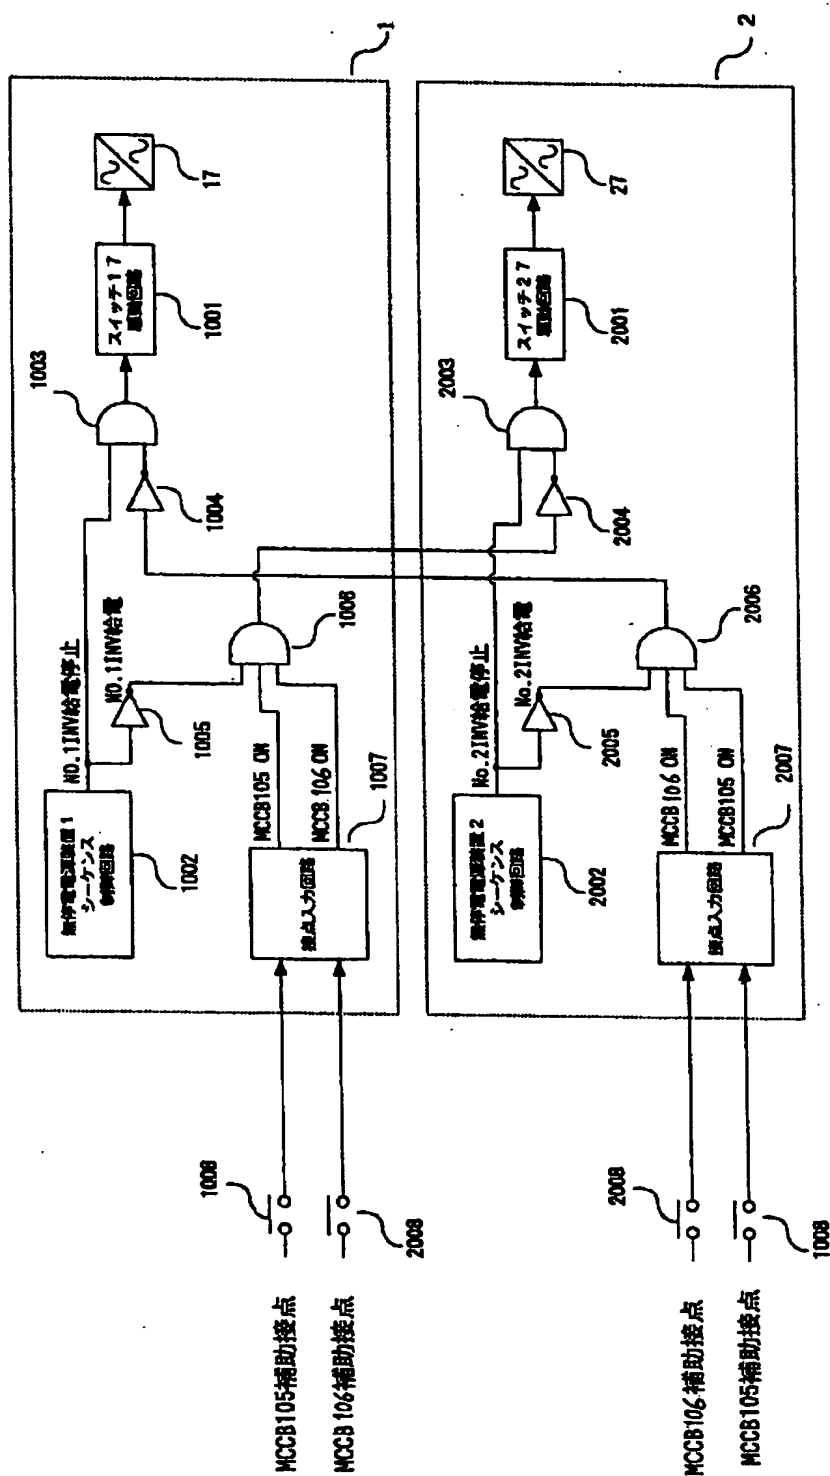 MCCB105補助接点
MCCB106補助接点
1008
2008
無停電電源装置1
シーケンス
制御回路
1002
NO.1INV給電停止
NO.1INV給電
1005
MCCB105 ON
MCCB106 ON
接点入力回路
1007
1006
1003
1004
スイッチ17
駆動回路
1001
17
1
MCCB106補助接点
MCCB105補助接点
2008
1008
無停電電源装置2
シーケンス
制御回路
2002
No.2INV給電停止
No.2INV給電
2005
MCCB106 ON
MCCB105 ON
接点入力回路
2007
2006
2003
2004
スイッチ27
駆動回路
2001
27
2